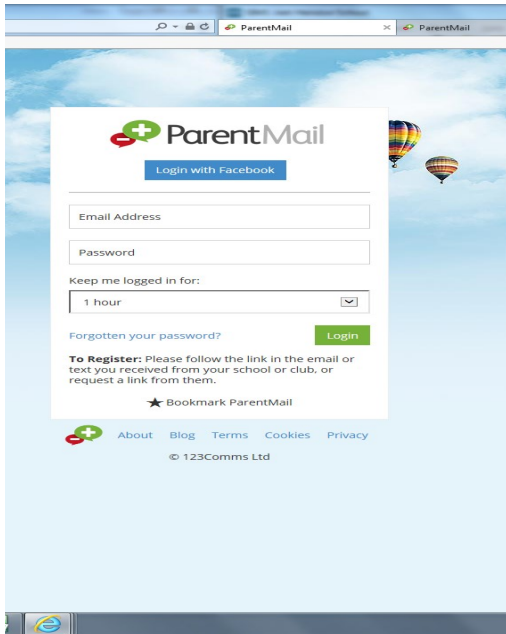 ParentMail
ParentMail
ParentMail
Login with Facebook
Email Address
Password
Keep me logged in for:
1 hour
Forgotten your password?
Login
To Register: Please follow the link in the email or
text you received from your school or club, or
request a link from them.
Bookmark ParentMail
About Blog Terms Cookies Privacy
© 123Comms Ltd